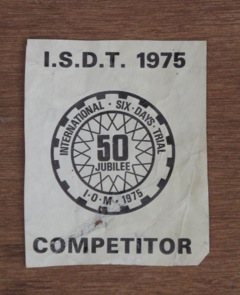 I.S.D.T. 1975
INTERNATIONAL · SIX · DAYS · TRIAL
50
JUBILEE
I·O·M·1975
COMPETITOR